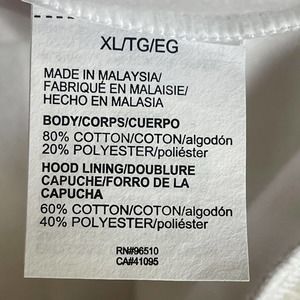 XL/TG/EG
MADE IN MALAYSIA/
FABRIQUÉ EN MALAISIE/
HECHO EN MALASIA
BODY/CORPS/CUERPO
80% COTTON/COTON/algodón
20% POLYESTER/poliéster
HOOD LINING/DOUBLURE
CAPUCHE/FORRO DE LA
CAPUCHA
60% COTTON/COTON/algodón
40% POLYESTER/poliéster
RN#96510
CA#41095